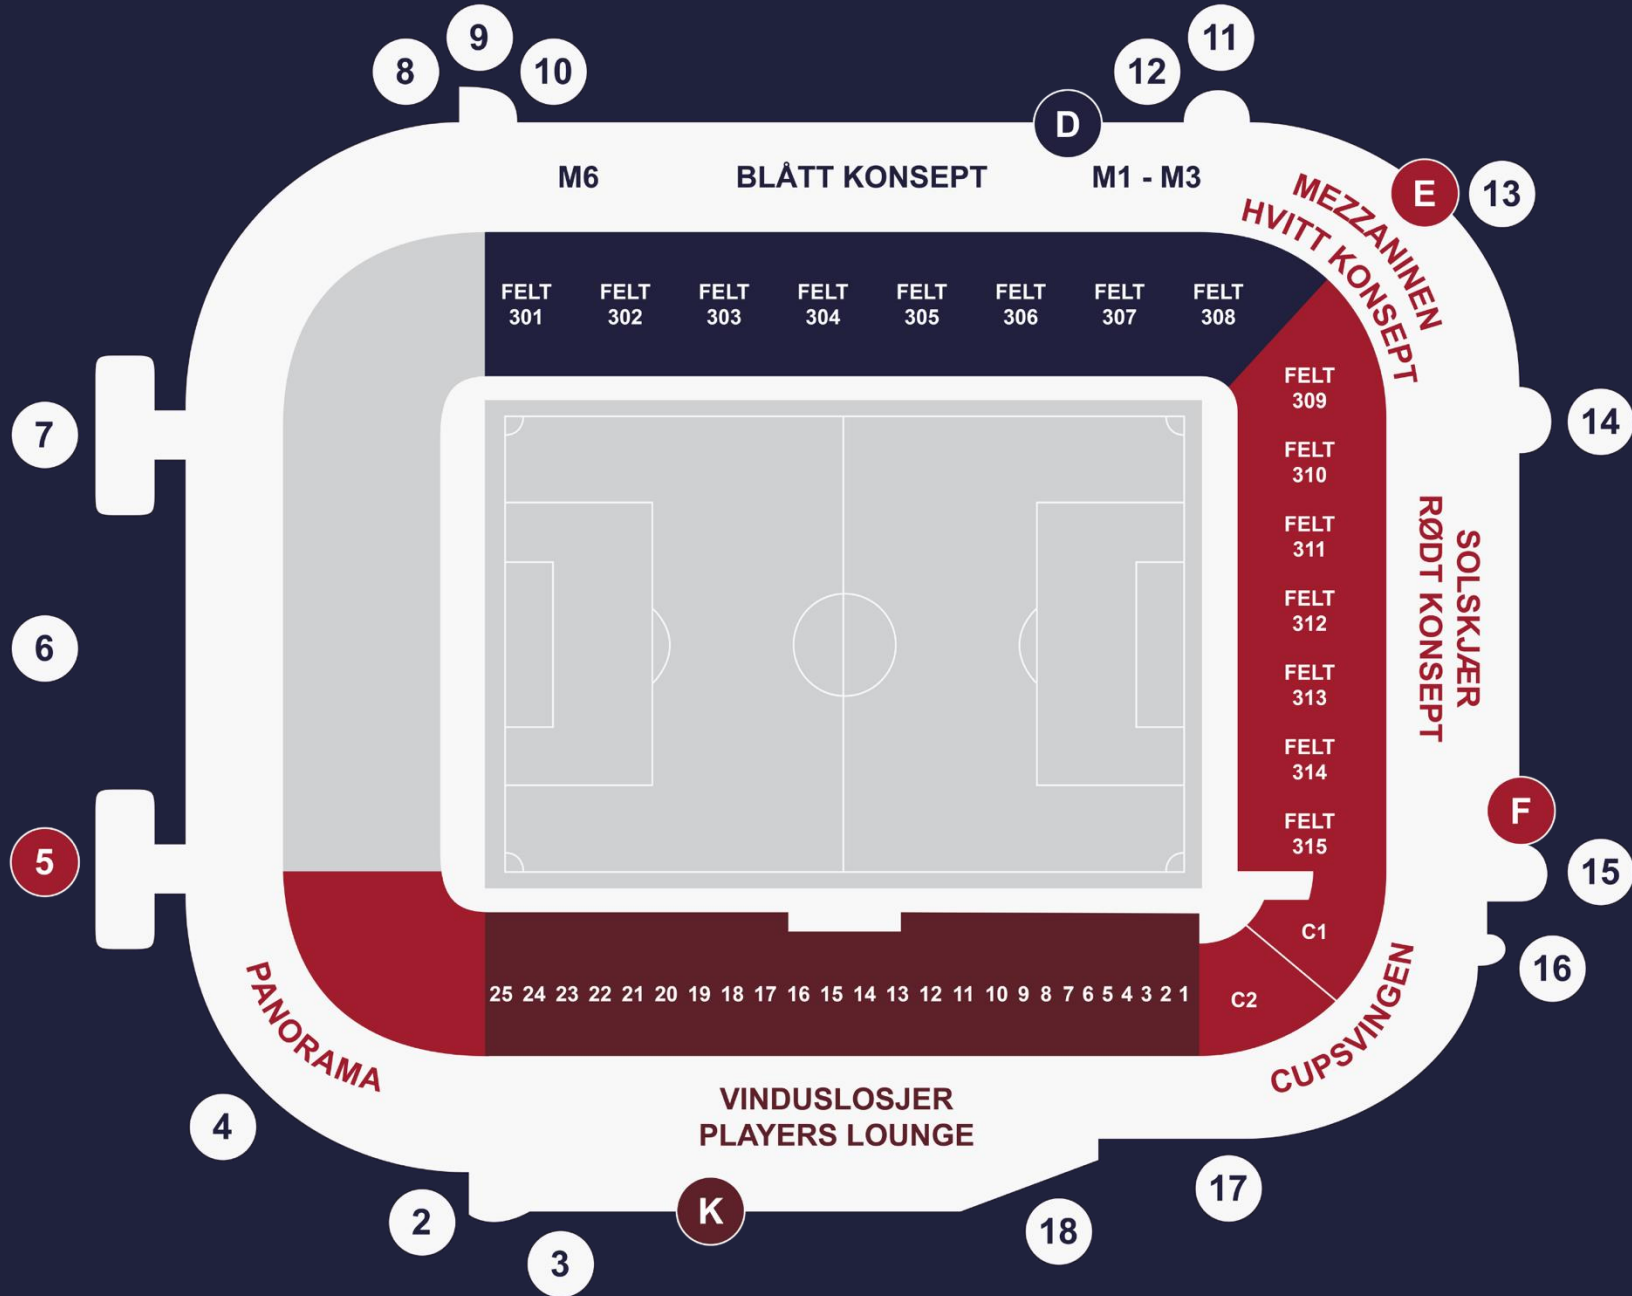 9
11
8
10
12
D
M6
BLÅTT KONSEPT
M1 - M3
E
13
MEZZANINEN
HVITT KONSEPT
FELT
301
FELT
302
FELT
303
FELT
304
FELT
305
FELT
306
FELT
307
FELT
308
FELT
309
FELT
310
FELT
311
FELT
312
FELT
313
FELT
314
FELT
315
7
14
6
SOLSKJÆR
RØDT KONSEPT
F
5
15
C1
16
25 24 23 22 21 20 19 18 17 16 15 14 13 12 11 10 9 8 7 6 5 4 3 2 1
C2
PANORAMA
CUPSVINGEN
VINDUSLOSJER
PLAYERS LOUNGE
4
17
K
2
18
3